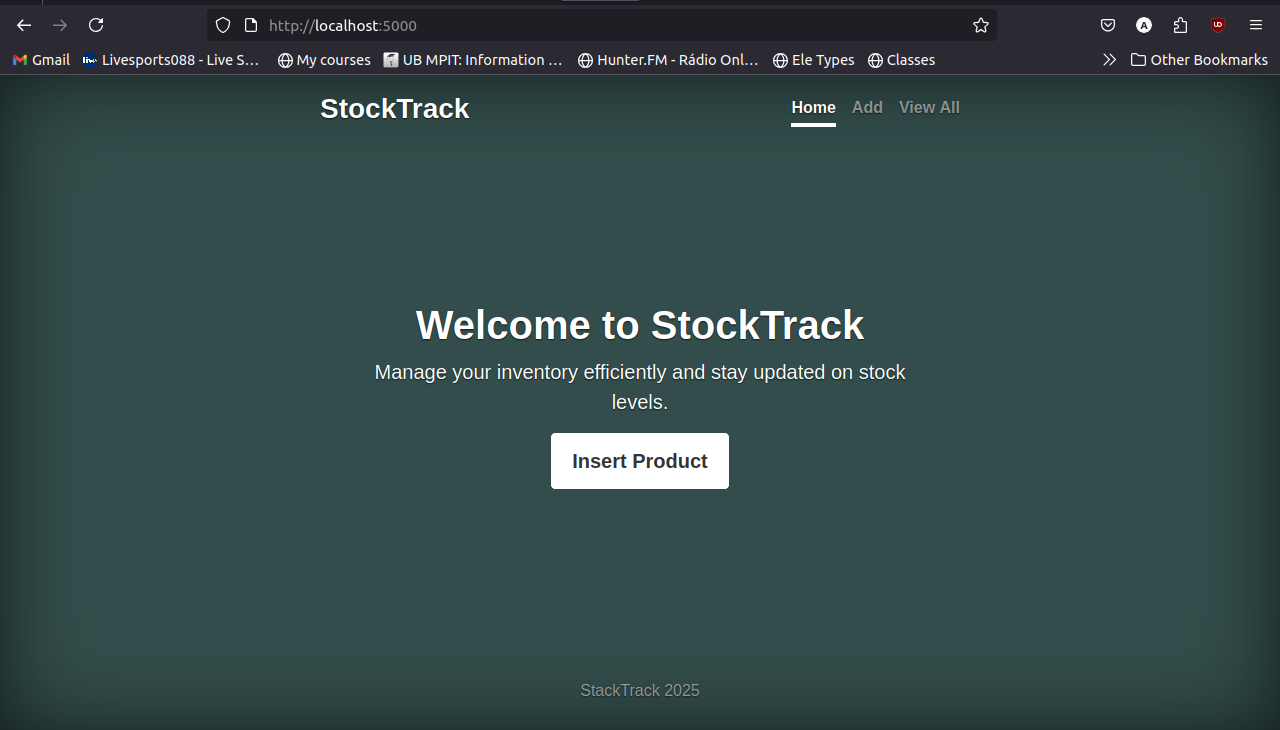 http://localhost:5000
Gmail Livesports088 - Live S… My courses UB MPIT: Information … Hunter.FM - Rádio Onl… Ele Types Classes Other Bookmarks
StockTrack Home Add View All
Welcome to StockTrack
Manage your inventory efficiently and stay updated on stock
levels.
Insert Product
StackTrack 2025